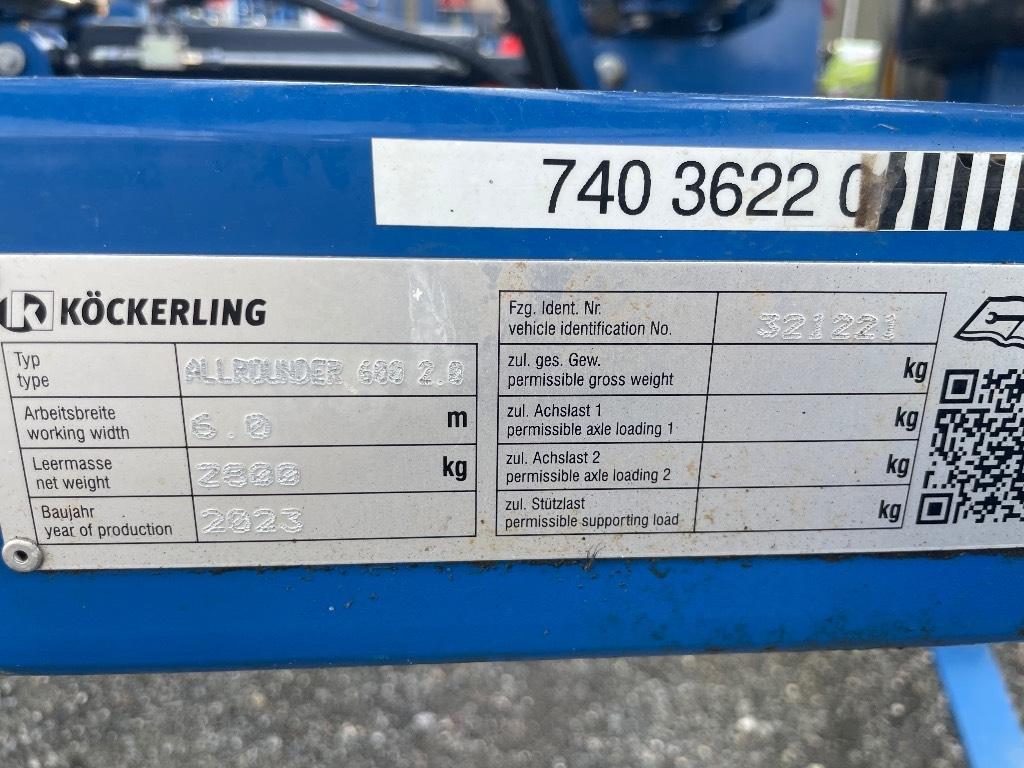 740 3622 00
KÖCKERLING
Typ
type
ALLROUNDER 600 2.0
Arbeitsbreite
working width
6.0 m
Leermasse
net weight
2800 kg
Baujahr
year of production
2023
Fzg. Ident. Nr.
vehicle identification No.
321221
zul. ges. Gew.
permissible gross weight
kg
zul. Achslast 1
permissible axle loading 1
kg
zul. Achslast 2
permissible axle loading 2
kg
zul. Stützlast
permissible supporting load
kg